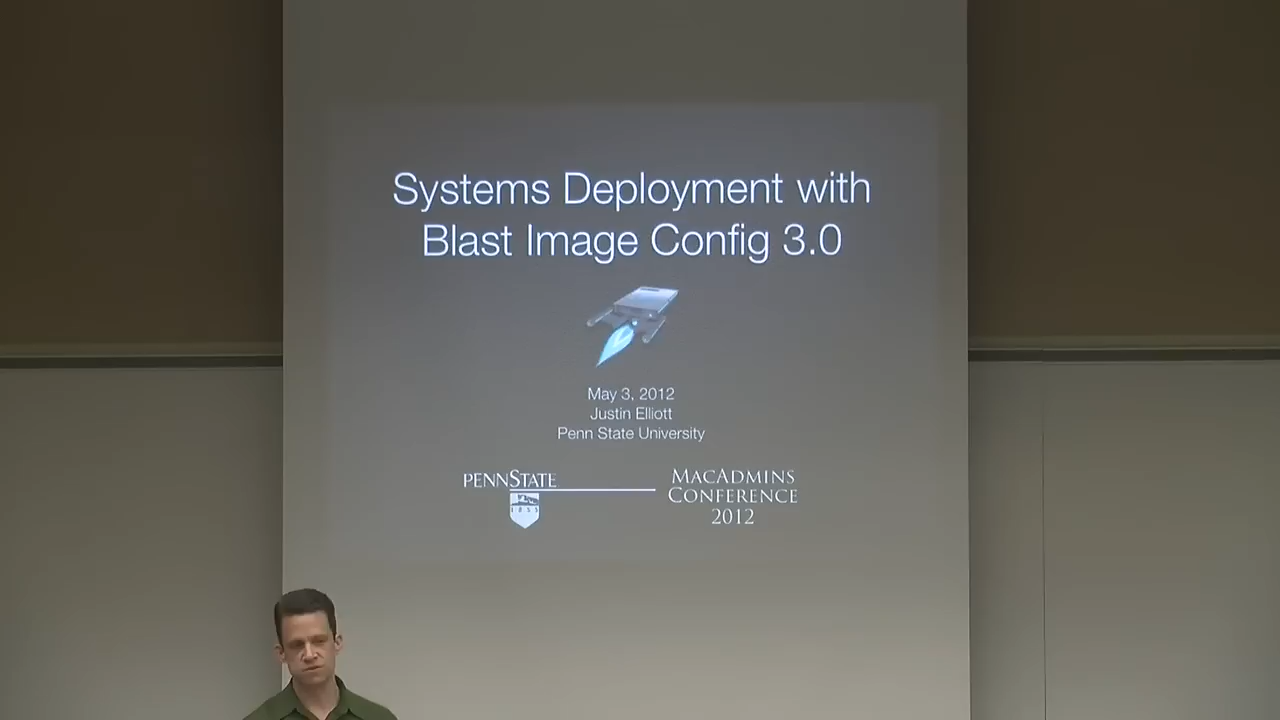 Systems Deployment with
Blast Image Config 3.0
May 3, 2012
Justin Elliott
Penn State University
PENNSTATE
1855
MACADMINS
CONFERENCE
2012